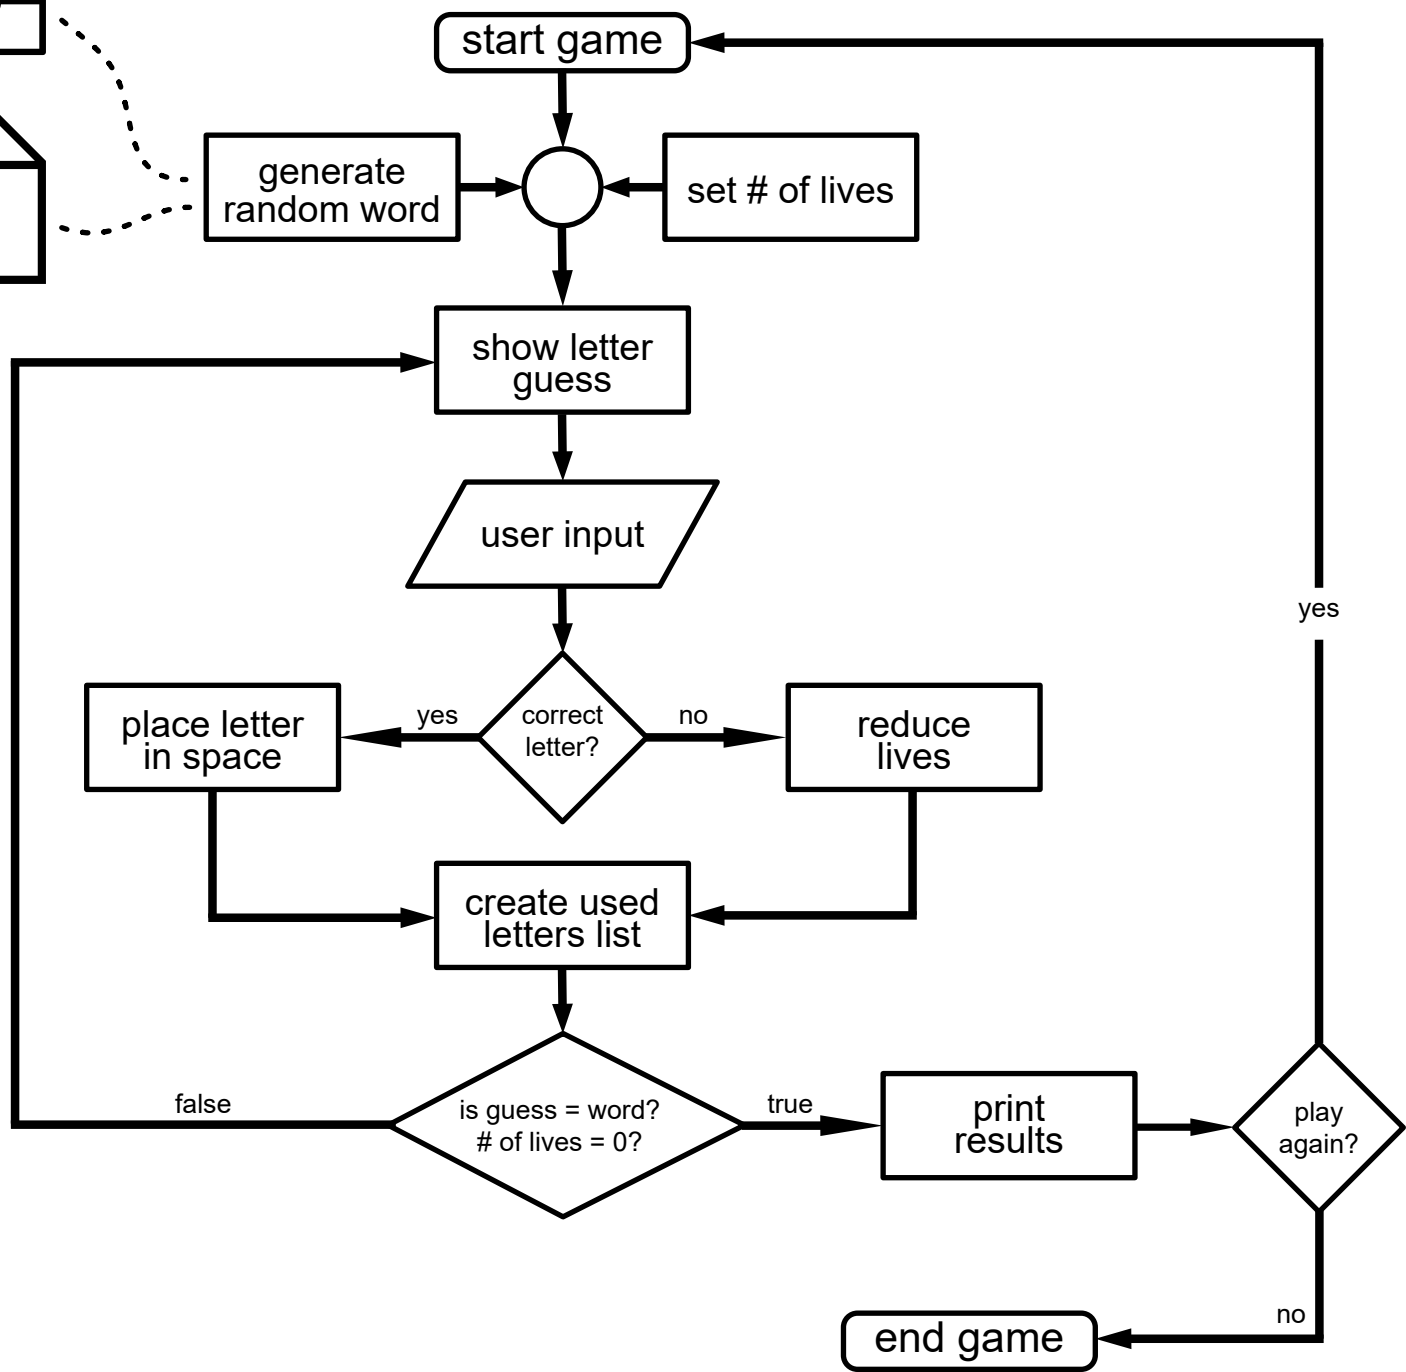 start game
generate
random word
set # of lives
show letter
guess
user input
yes
correct
letter?
no
place letter
in space
reduce
lives
create used
letters list
false
is guess = word?
# of lives = 0?
true
print
results
play
again?
yes
no
end game